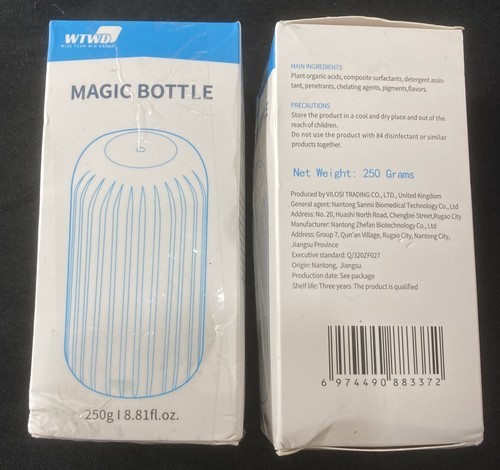 WTWD
WISE TEAM WIN DREAM
MAGIC BOTTLE
250g | 8.81fl.oz.
MAIN INGREDIENTS
Plant organic acids, composite surfactants, detergent assis-
tant, penetrants, chelating agents, pigments,flavors.
PRECAUTIONS
Store the product in a cool and dry place and out of the
reach of children.
Do not use the product with 84 disinfectant or similar
products together.
Net Weight: 250 Grams
Produced by VILOSI TRADING CO., LTD., United Kingdom
General agent: Nantong Sanmi Biomedical Technology Co., Ltd
Address: No. 20, Huashi North Road, Chengbei Street,Rugao City
Manufacturer: Nantong Zhefan Biotechnology Co., Ltd
Address: Group 7, Qun'an Village, Rugao City, Nantong City,
Jiangsu Province
Executive standard: Q/320ZF027
Origin: Nantong, Jiangsu
Production date: See package
Shelf life: Three years The product is qualified
6 974490 883372